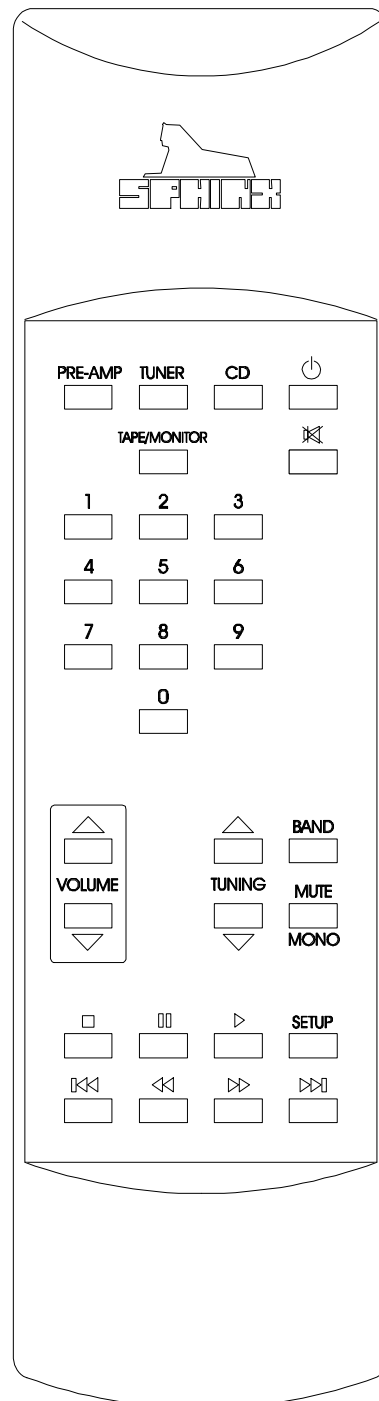 SPHINX
PRE-AMP TUNER CD
TAPE/MONITOR
1 2 3
4 5 6
7 8 9
0
BAND
VOLUME TUNING MUTE
MONO
SETUP